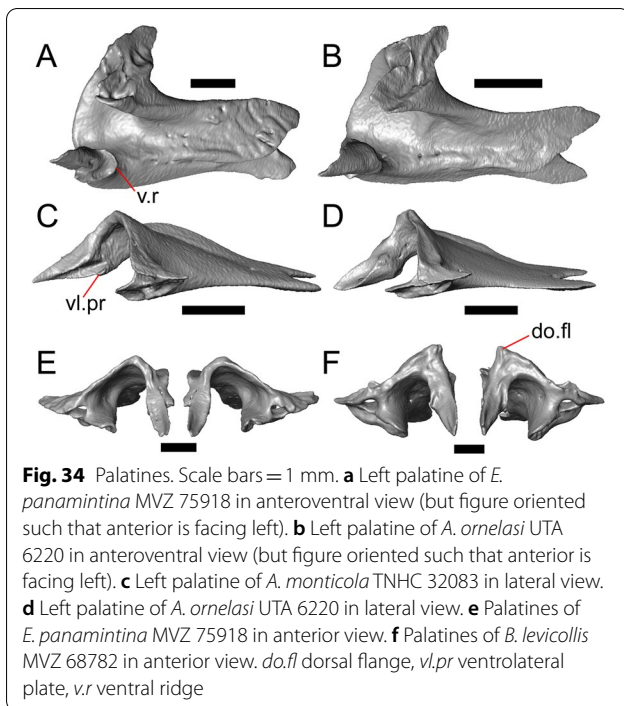 A
B
v.r
C
D
vl.pr
do.fl
E
F
Fig. 34 Palatines. Scale bars = 1 mm. a Left palatine of E.
panamintina MVZ 75918 in anteroventral view (but figure oriented
such that anterior is facing left). b Left palatine of A. ornelasi UTA
6220 in anteroventral view (but figure oriented such that anterior is
facing left). c Left palatine of A. monticola TNHC 32083 in lateral view.
d Left palatine of A. ornelasi UTA 6220 in lateral view. e Palatines of
E. panamintina MVZ 75918 in anterior view. f Palatines of B. levicollis
MVZ 68782 in anterior view. do.fl dorsal flange, vl.pr ventrolateral
plate, v.r ventral ridge